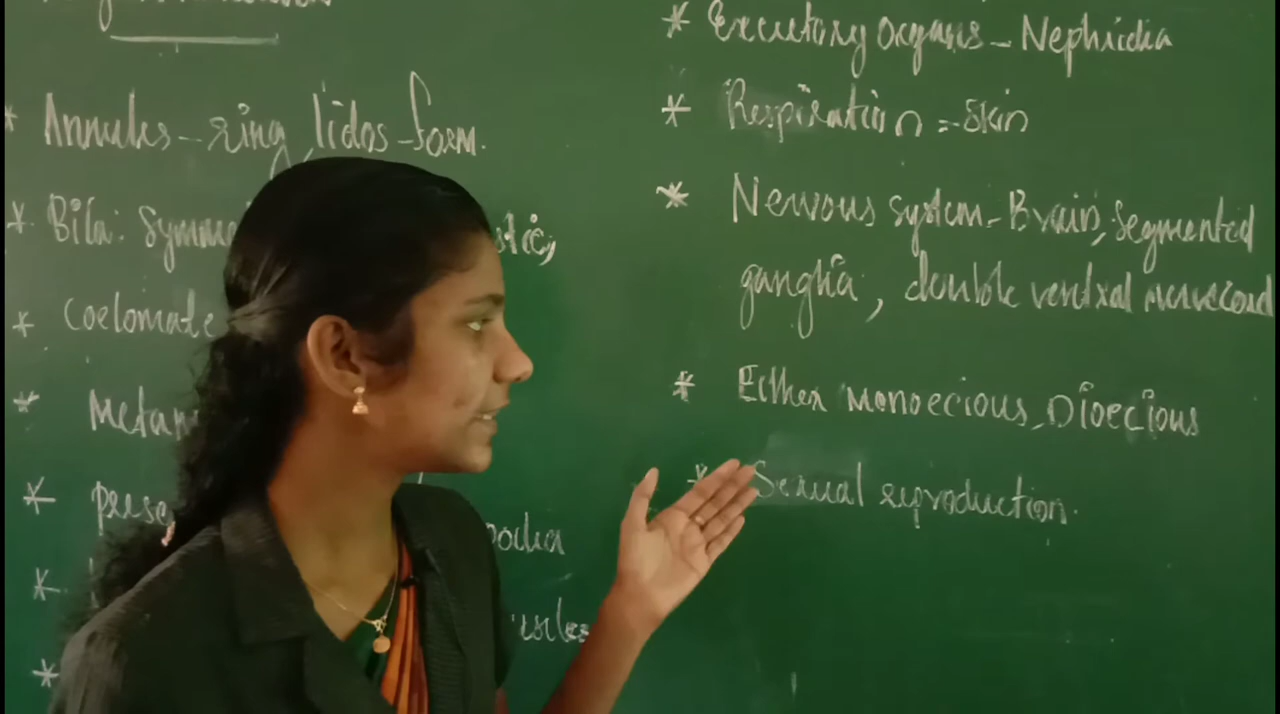 * Annules - ring, lidos - form.
* Bila: Symme
* Coelomate
* Metam
* prese
*
*
* Excretory Organs - Nephridia
* Respiration :- Skin
* Nervous System - Brain, Segmented
ganglia, double ventral nervecord
* Either Monoecious, Dioecious
* Sexual reproduction.